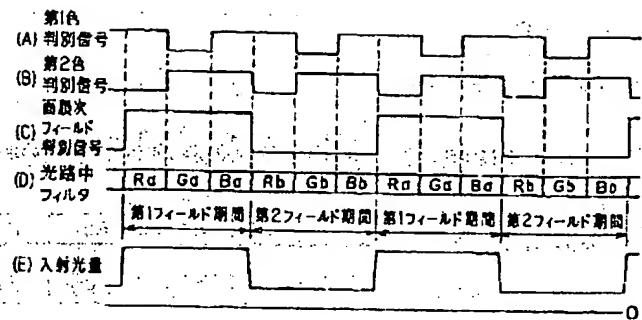 第1色
(A) 判別信号
第2色
(B) 判別信号
面順次
(C) フィールド
判別信号
(D) 光路中 Ra Ga Ba Rb Gb Bb Ra Ga Ba Rb Gb Bb
フィルタ
第1フィールド期間 第2フィールド期間 第1フィールド期間 第2フィールド期間
(E) 入射光量
0